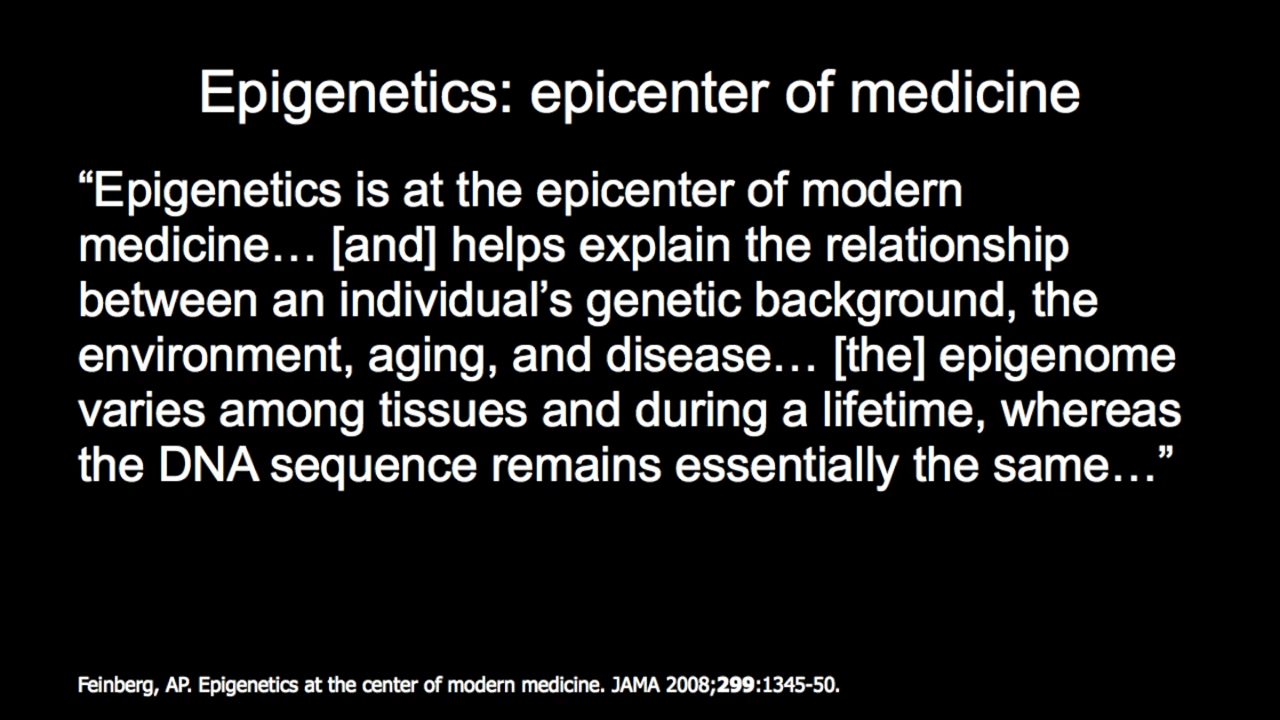 Epigenetics: epicenter of medicine
“Epigenetics is at the epicenter of modern
medicine… [and] helps explain the relationship
between an individual’s genetic background, the
environment, aging, and disease… [the] epigenome
varies among tissues and during a lifetime, whereas
the DNA sequence remains essentially the same…”
Feinberg, AP. Epigenetics at the center of modern medicine. JAMA 2008;299:1345-50.